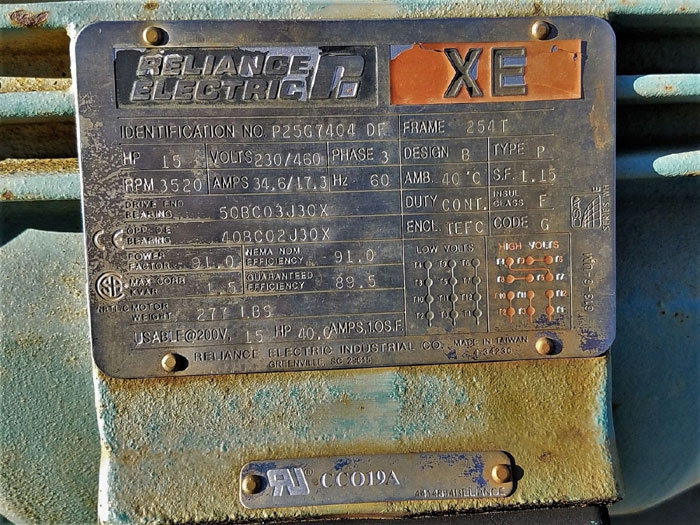 RELIANCE
ELECTRIC
XE
IDENTIFICATION NO. P25G7404 DF FRAME 254T
HP 15 VOLTS 230/460 PHASE 3 DESIGN B TYPE P
RPM 3520 AMPS 34.6/17.3 Hz 60 AMB. 40°C S.F. 1.15
DRIVE END BEARING 50BC03J30X DUTY CONT. INSUL CLASS F
OPP D E BEARING 40BC02J30X ENCL. TEFC CODE G
POWER FACTOR 91.0 NEMA NOM. EFFICIENCY 91.0 LOW VOLTS HIGH VOLTS
MAX CORR KVAR 1.5 GUARANTEED EFFICIENCY 89.5
MOTOR WEIGHT 277 LBS
USABLE@200V, 15 HP 40.0 AMPS, 1.0S.F.
RELIANCE ELECTRIC INDUSTRIAL CO. MADE IN TAIWAN
GREENVILLE SC 29615
CCO19A